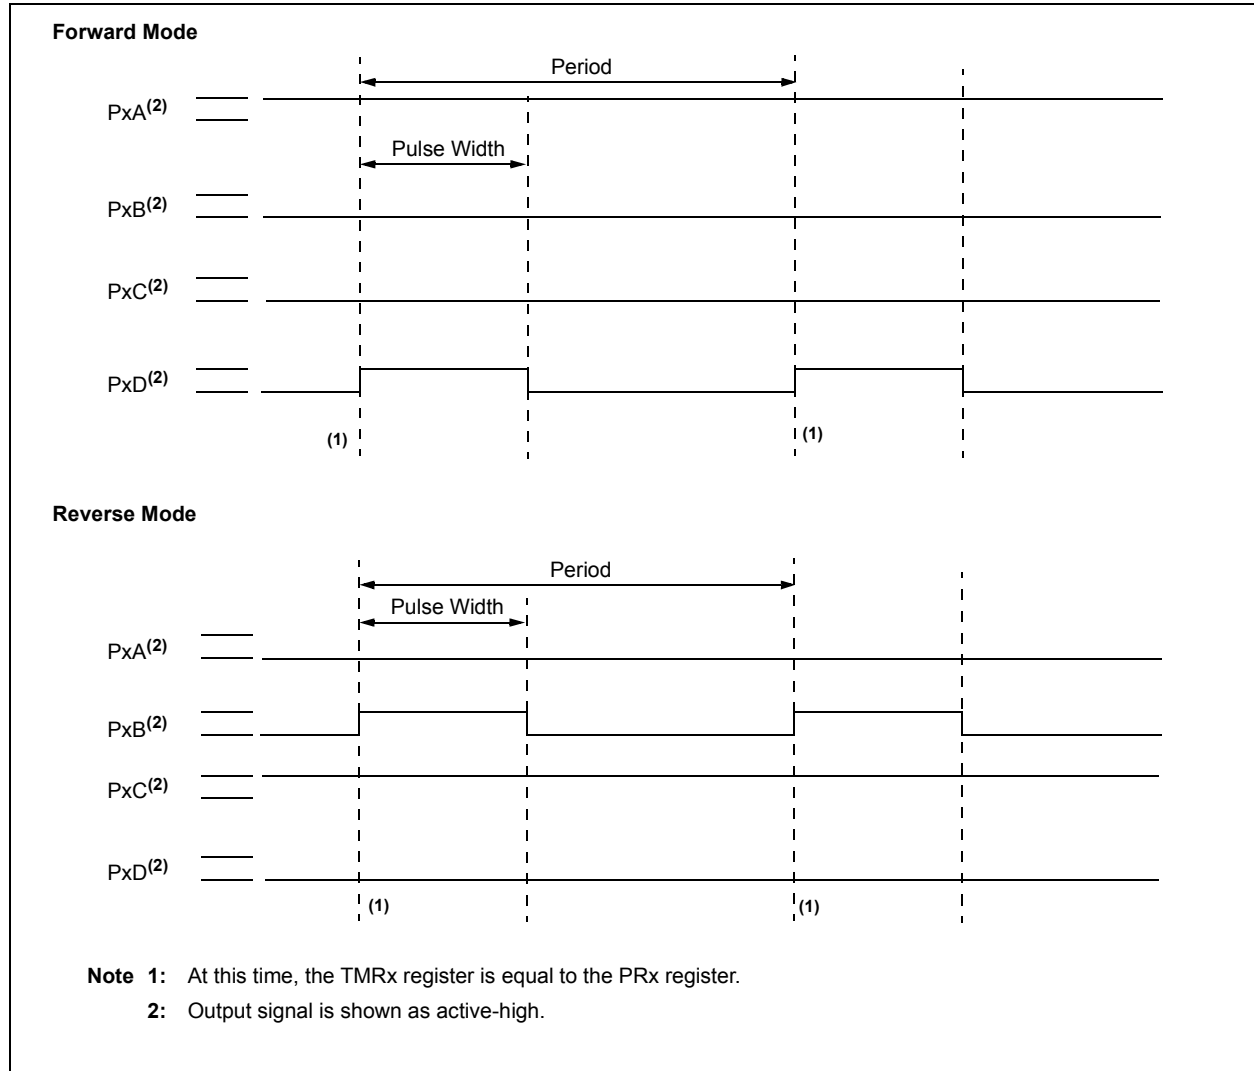 Forward Mode
Period
PxA(2)
Pulse Width
PxB(2)
PxC(2)
PxD(2)
(1)
(1)
Reverse Mode
Period
Pulse Width
PxA(2)
PxB(2)
PxC(2)
PxD(2)
(1)
(1)
Note 1: At this time, the TMRx register is equal to the PRx register.
2: Output signal is shown as active-high.